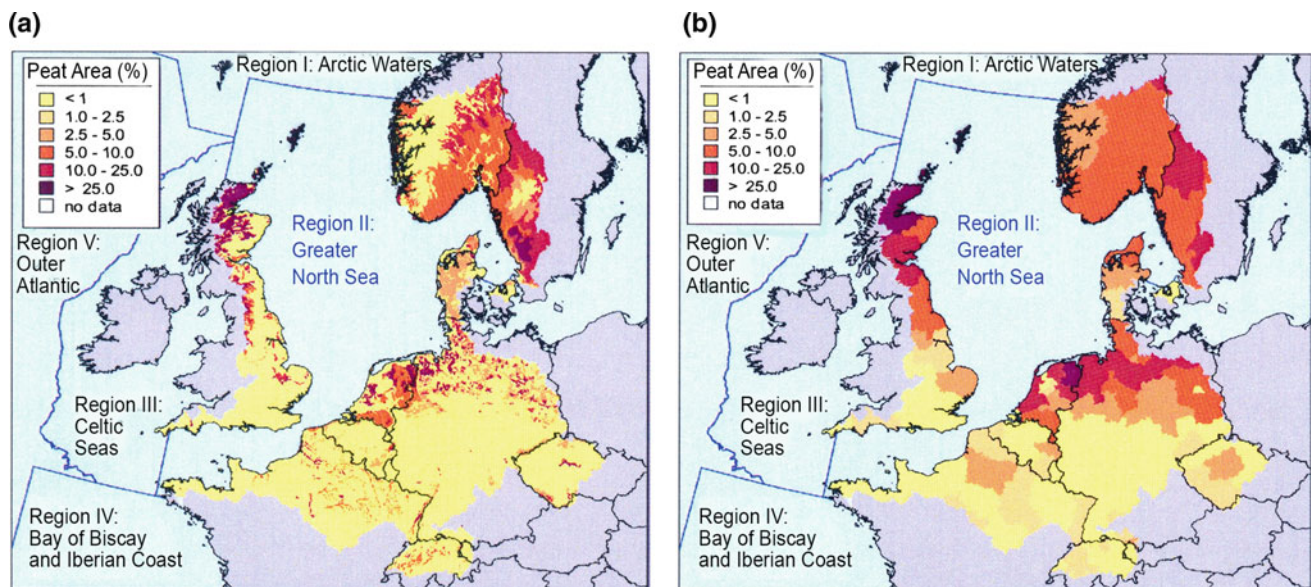 (a)
Region I: Arctic Waters
Peat Area (%)
< 1
1.0 - 2.5
2.5 - 5.0
5.0 - 10.0
10.0 - 25.0
> 25.0
no data
Region II:
Greater
North Sea
Region V:
Outer
Atlantic
Region III:
Celtic
Seas
Region IV:
Bay of Biscay
and Iberian Coast
(b)
Region I: Arctic Waters
Peat Area (%)
< 1
1.0 - 2.5
2.5 - 5.0
5.0 - 10.0
10.0 - 25.0
> 25.0
no data
Region II:
Greater
North Sea
Region V:
Outer
Atlantic
Region III:
Celtic
Seas
Region IV:
Bay of Biscay
and Iberian Coast